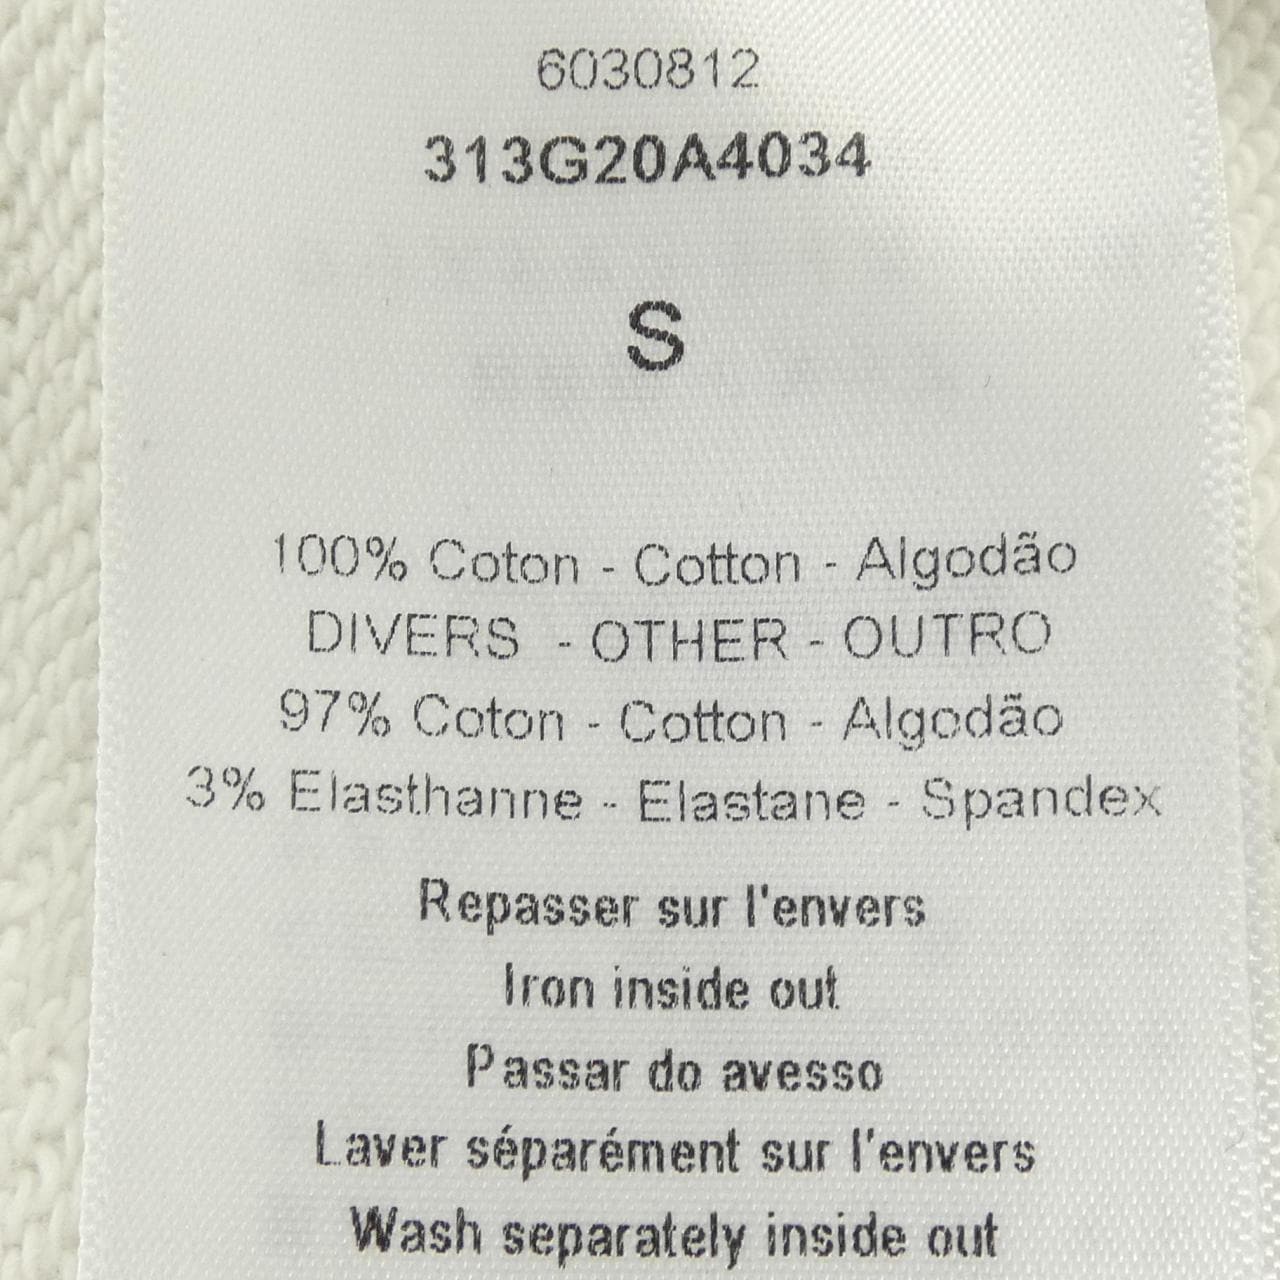 6030812
313G20A4034
S
100% Coton - Cotton - Algodão
DIVERS - OTHER - OUTRO
97% Coton - Cotton - Algodão
3% Elasthanne - Elastane - Spandex
Repasser sur l'envers
Iron inside out
Passar do avesso
Laver séparément sur l'envers
Wash separately inside out